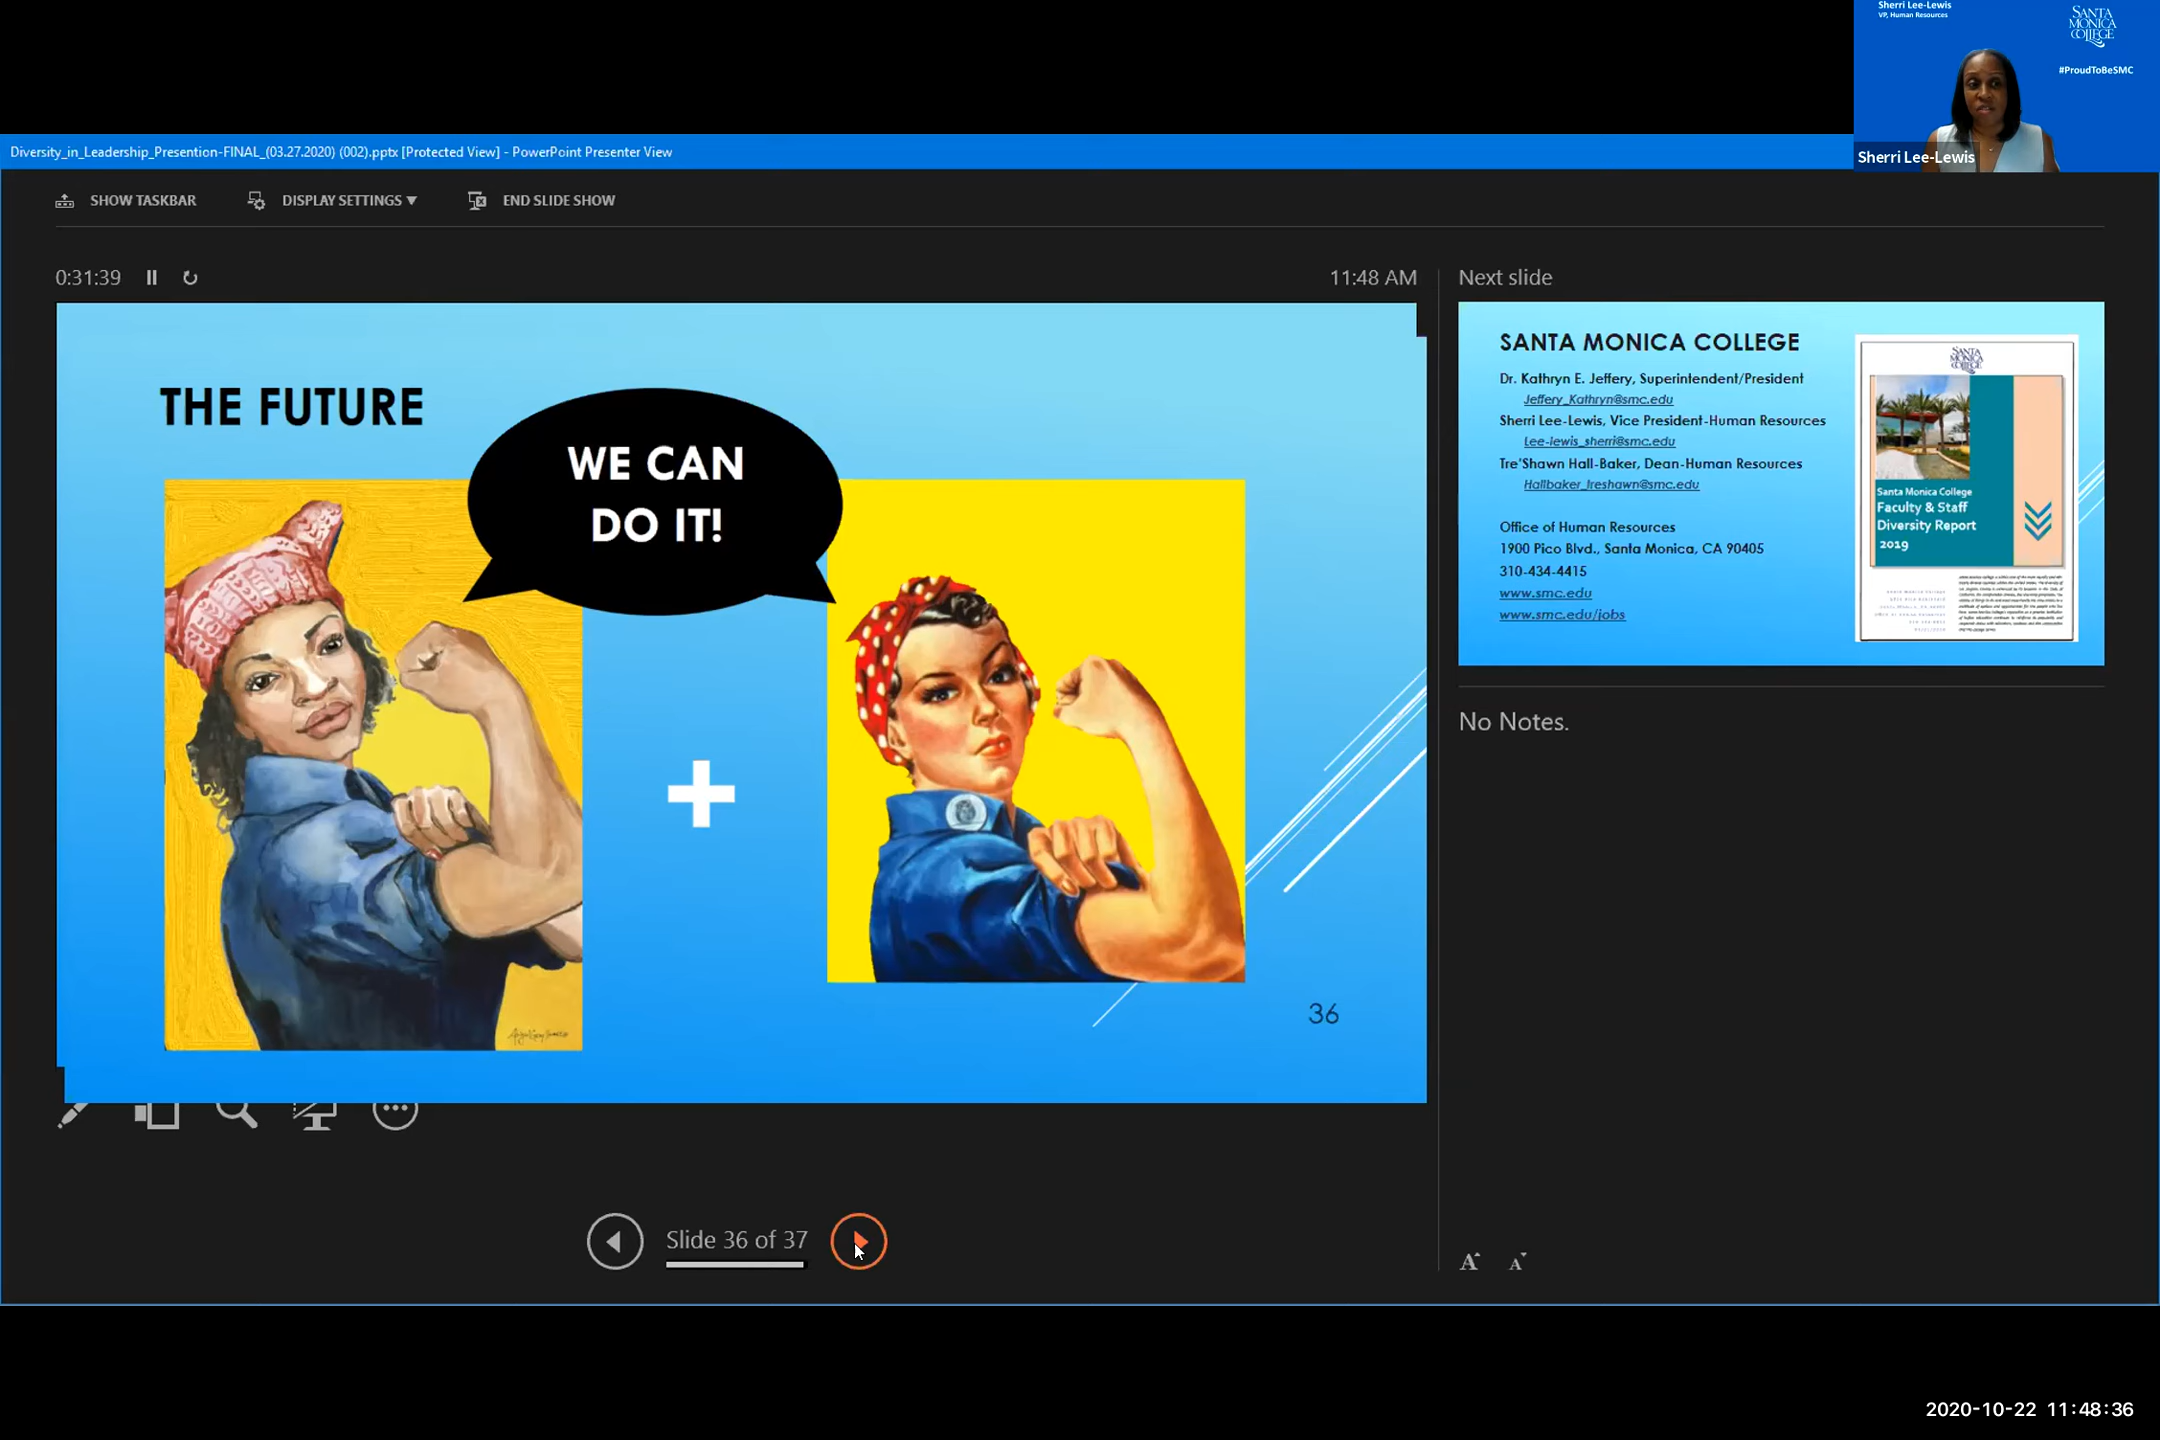 Sherri Lee-Lewis
VP, Human Resources
SANTA
MONICA
COLLEGE
#ProudToBeSMC
Sherri Lee-Lewis
Diversity_in_Leadership_Presention-FINAL_(03.27.2020) (002).pptx [Protected View] - PowerPoint Presenter View
SHOW TASKBAR
DISPLAY SETTINGS
END SLIDE SHOW
0:31:39
11:48 AM
THE FUTURE
WE CAN
DO IT!
36
Slide 36 of 37
Next slide
SANTA MONICA COLLEGE
Dr. Kathryn E. Jeffery, Superintendent/President
Jeffery_Kathryn@smc.edu
Sherri Lee-Lewis, Vice President-Human Resources
Lee-lewis_sherri@smc.edu
Tre'Shawn Hall-Baker, Dean-Human Resources
Hallbaker_treshawn@smc.edu
Office of Human Resources
1900 Pico Blvd., Santa Monica, CA 90405
310-434-4415
www.smc.edu
www.smc.edu/jobs
SANTA
MONICA
COLLEGE
Santa Monica College
Faculty & Staff
Diversity Report
2019
No Notes.
A A
2020-10-22 11:48:36